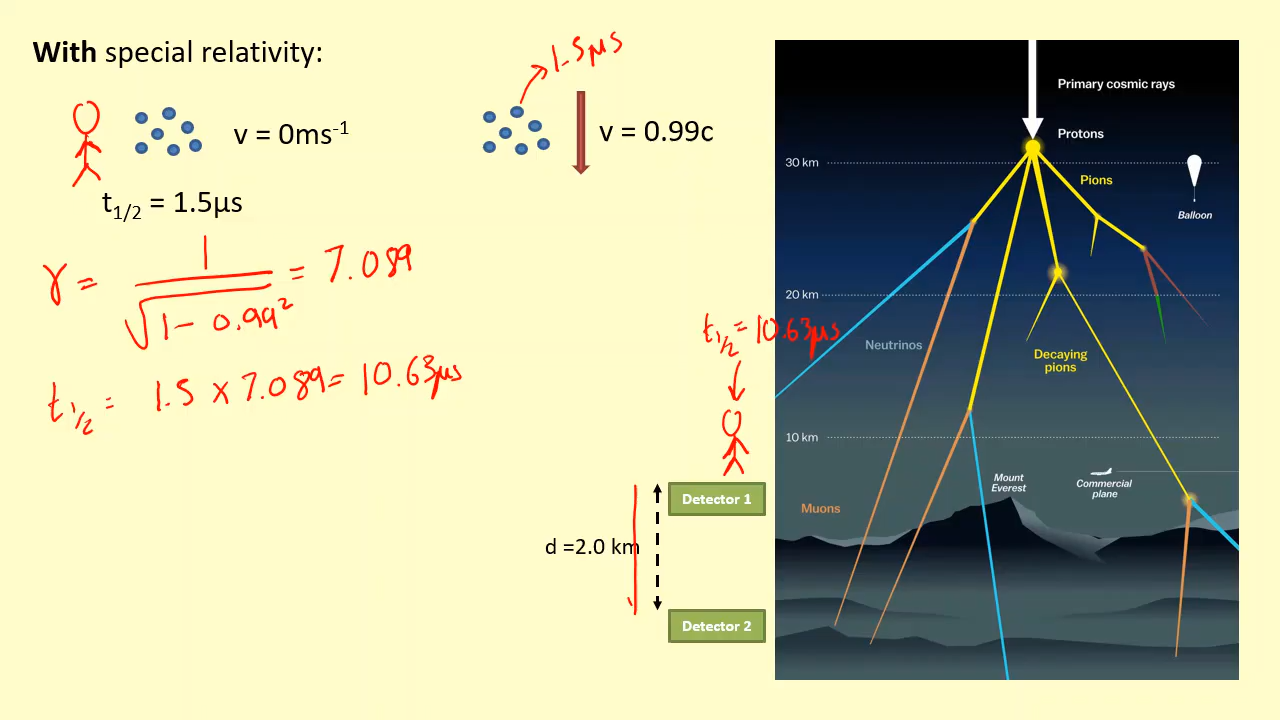 With special relativity:
1.5μs
v = 0ms-1
v = 0.99c
t1/2 = 1.5μs
γ = 1/√(1 - 0.99²) = 7.089
t1/2 = 1.5 × 7.089 = 10.63μs
t1/2 = 10.63μs
Detector 1
d =2.0 km
Detector 2
Primary cosmic rays
Protons
30 km
Pions
Balloon
20 km
Neutrinos
Decaying
pions
10 km
Mount
Everest
Commercial
plane
Muons